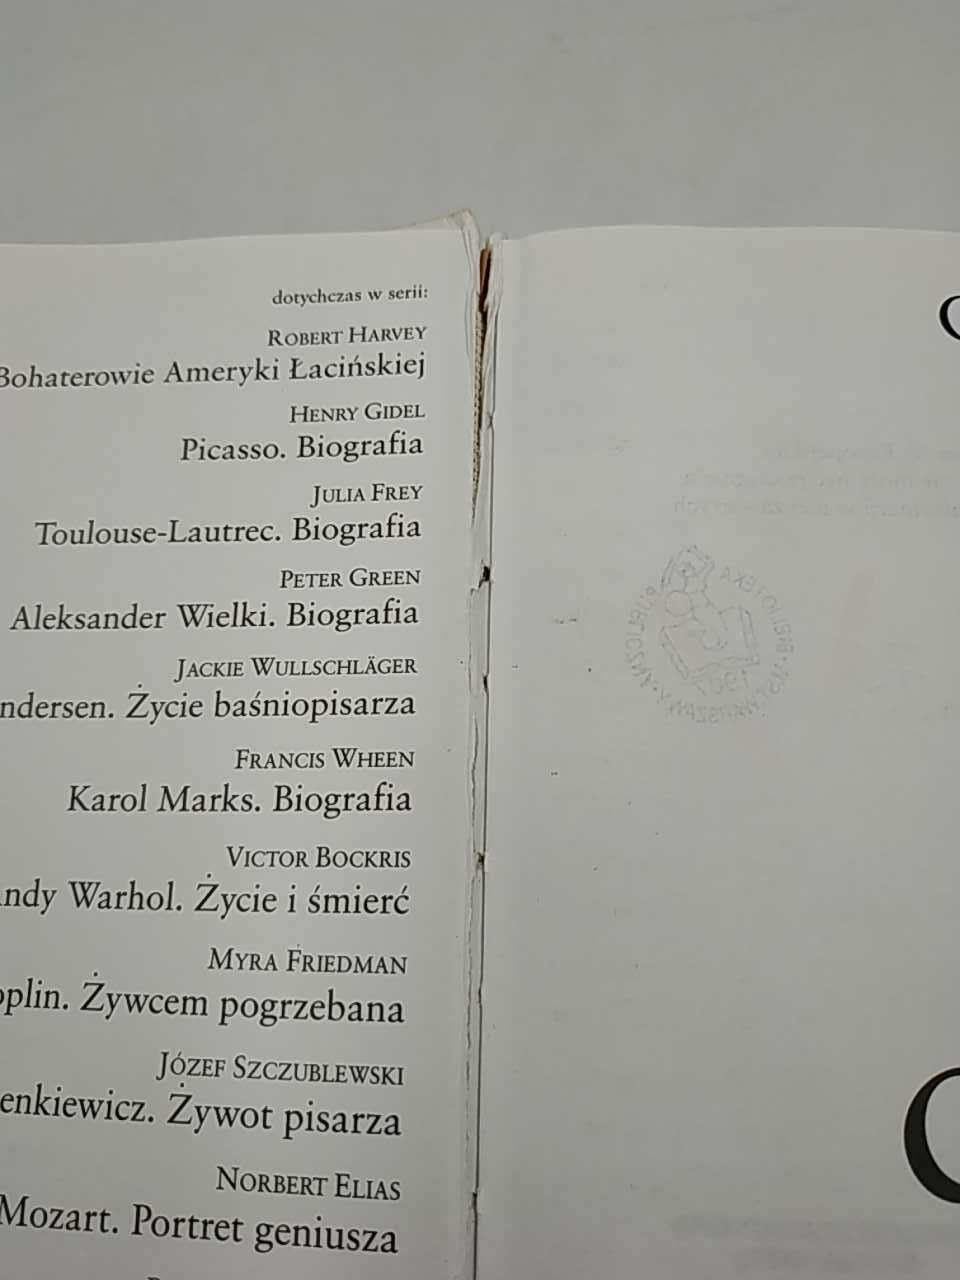 dotychczas w serii:
ROBERT HARVEY
Bohaterowie Ameryki Łacińskiej
HENRY GIDEL
Picasso. Biografia
JULIA FREY
Toulouse-Lautrec. Biografia
PETER GREEN
Aleksander Wielki. Biografia
JACKIE WULLSCHLÄGER
ndersen. Życie baśniopisarza
FRANCIS WHEEN
Karol Marks. Biografia
VICTOR BOCKRIS
ndy Warhol. Życie i śmierć
MYRA FRIEDMAN
oplin. Żywcem pogrzebana
JÓZEF SZCZUBLEWSKI
enkiewicz. Żywot pisarza
NORBERT ELIAS
Mozart. Portret geniusza